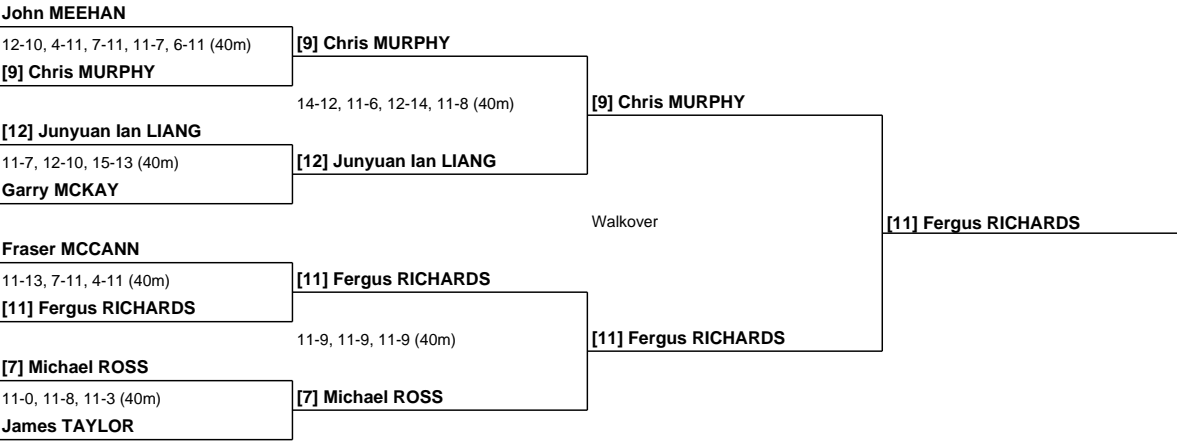 John MEEHAN
12-10, 4-11, 7-11, 11-7, 6-11 (40m)
[9] Chris MURPHY
[9] Chris MURPHY
14-12, 11-6, 12-14, 11-8 (40m)
[9] Chris MURPHY
[12] Junyuan Ian LIANG
11-7, 12-10, 15-13 (40m)
[12] Junyuan Ian LIANG
Garry MCKAY
Walkover
[11] Fergus RICHARDS
Fraser MCCANN
11-13, 7-11, 4-11 (40m)
[11] Fergus RICHARDS
[11] Fergus RICHARDS
11-9, 11-9, 11-9 (40m)
[11] Fergus RICHARDS
[7] Michael ROSS
11-0, 11-8, 11-3 (40m)
[7] Michael ROSS
James TAYLOR